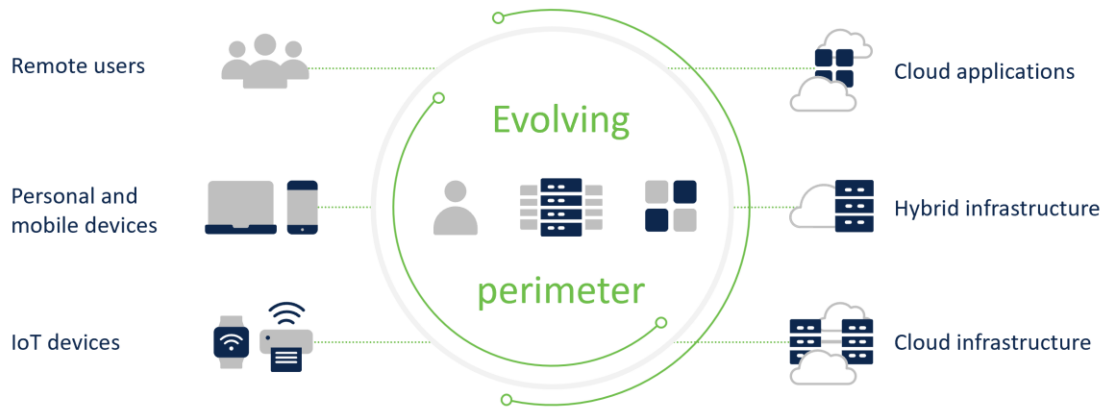 Remote users
Personal and
mobile devices
IoT devices
Evolving
perimeter
Cloud applications
Hybrid infrastructure
Cloud infrastructure